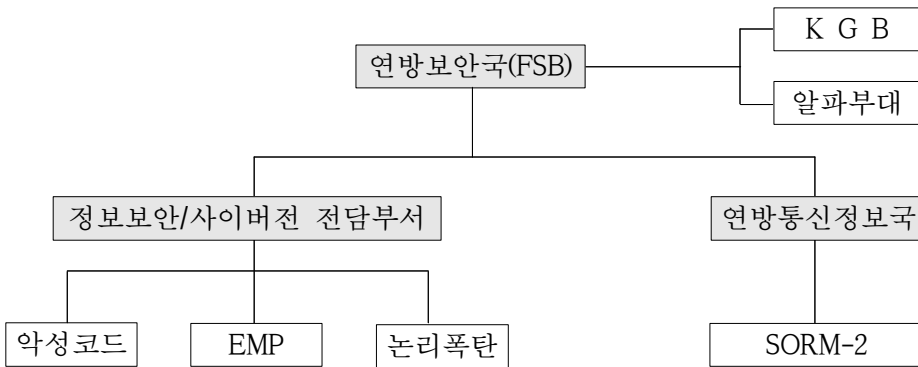 K G B
연방보안국(FSB)
알파부대
정보보안/사이버전 전담부서
연방통신정보국
악성코드
EMP
논리폭탄
SORM-2